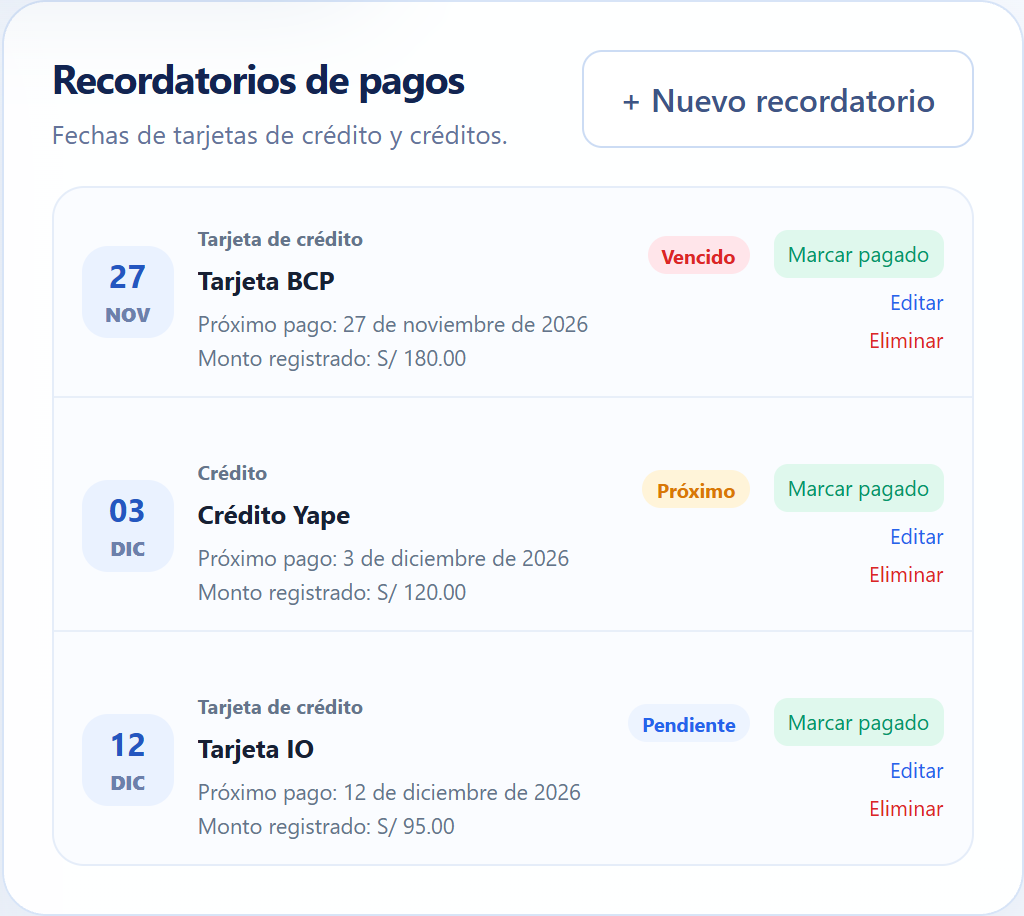 Recordatorios de pagos
Fechas de tarjetas de crédito y créditos.
+ Nuevo recordatorio
27
NOV
Tarjeta de crédito
Tarjeta BCP
Próximo pago: 27 de noviembre de 2026
Monto registrado: S/ 180.00
Vencido
Marcar pagado
Editar
Eliminar
03
DIC
Crédito
Crédito Yape
Próximo pago: 3 de diciembre de 2026
Monto registrado: S/ 120.00
Próximo
Marcar pagado
Editar
Eliminar
12
DIC
Tarjeta de crédito
Tarjeta IO
Próximo pago: 12 de diciembre de 2026
Monto registrado: S/ 95.00
Pendiente
Marcar pagado
Editar
Eliminar